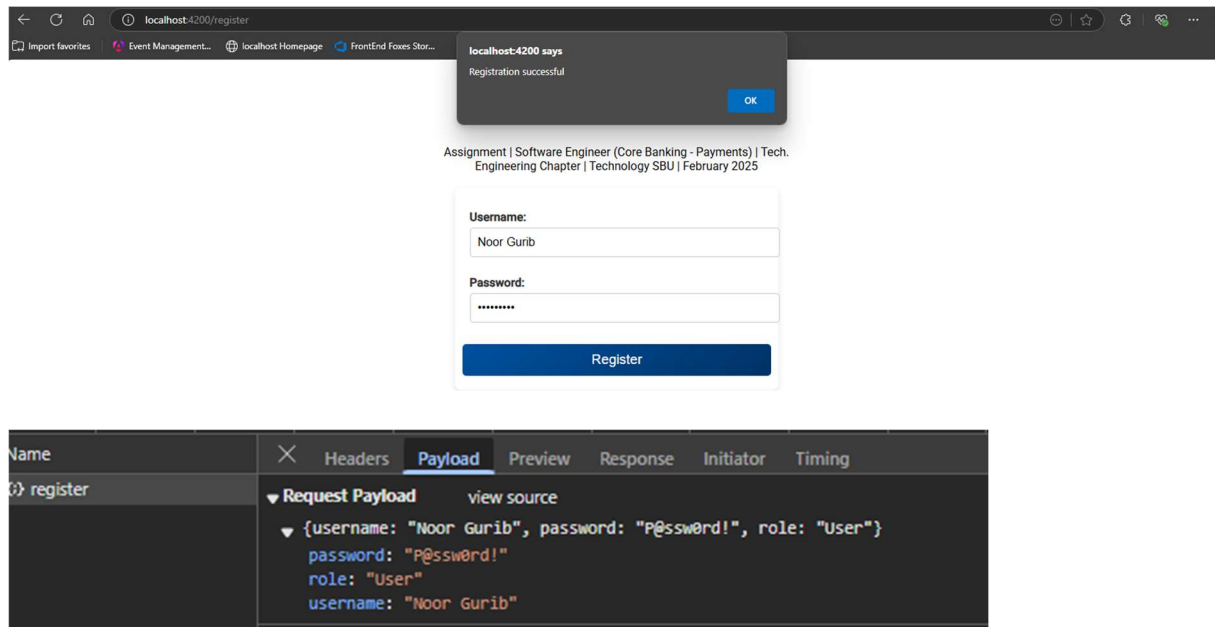 localhost:4200/register
Import favorites Event Management... localhost Homepage FrontEnd Foxes Stor...
localhost:4200 says
Registration successful
OK
Assignment | Software Engineer (Core Banking - Payments) | Tech.
Engineering Chapter | Technology SBU | February 2025
Username:
Noor Gurib
Password:
•••••••••
Register
Name
Headers Payload Preview Response Initiator Timing
register
Request Payload view source
{username: "Noor Gurib", password: "P@ssw0rd!", role: "User"}
password: "P@ssw0rd!"
role: "User"
username: "Noor Gurib"